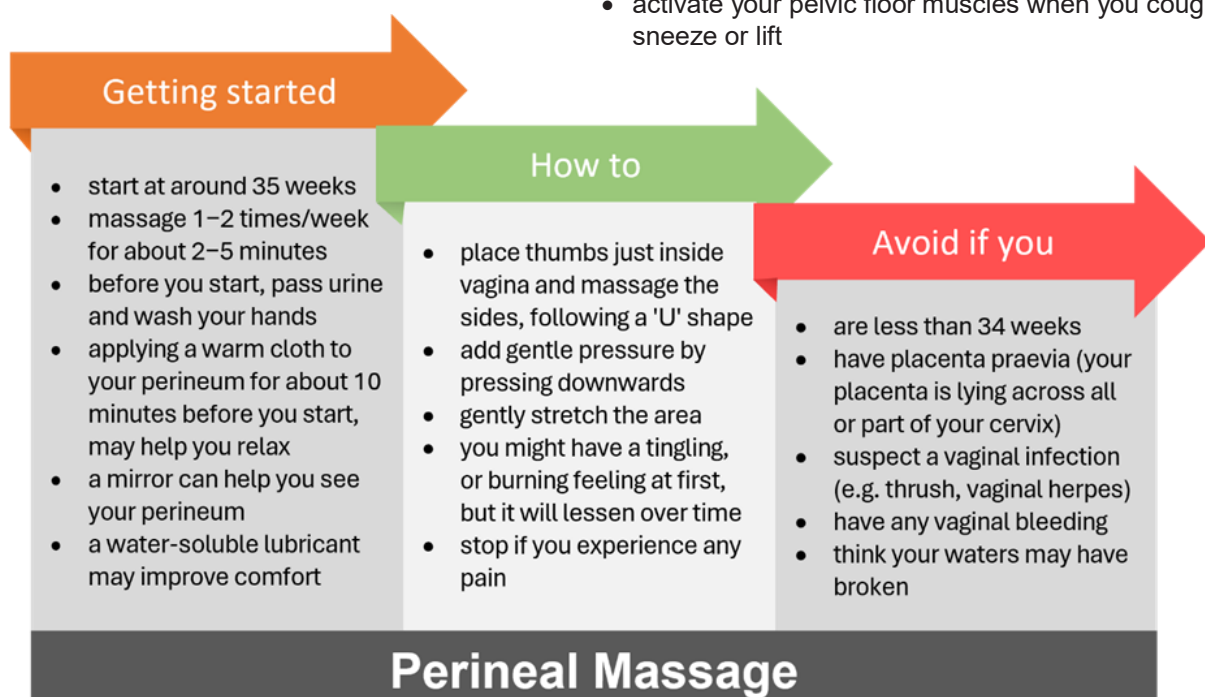 • activate your pelvic floor muscles when you coug
sneeze or lift
Getting started
• start at around 35 weeks
• massage 1–2 times/week
for about 2–5 minutes
• before you start, pass urine
and wash your hands
• applying a warm cloth to
your perineum for about 10
minutes before you start,
may help you relax
• a mirror can help you see
your perineum
• a water-soluble lubricant
may improve comfort
How to
• place thumbs just inside
vagina and massage the
sides, following a 'U' shape
• add gentle pressure by
pressing downwards
• gently stretch the area
• you might have a tingling,
or burning feeling at first,
but it will lessen over time
• stop if you experience any
pain
Avoid if you
• are less than 34 weeks
• have placenta praevia (your
placenta is lying across all
or part of your cervix)
• suspect a vaginal infection
(e.g. thrush, vaginal herpes)
• have any vaginal bleeding
• think your waters may have
broken
Perineal Massage